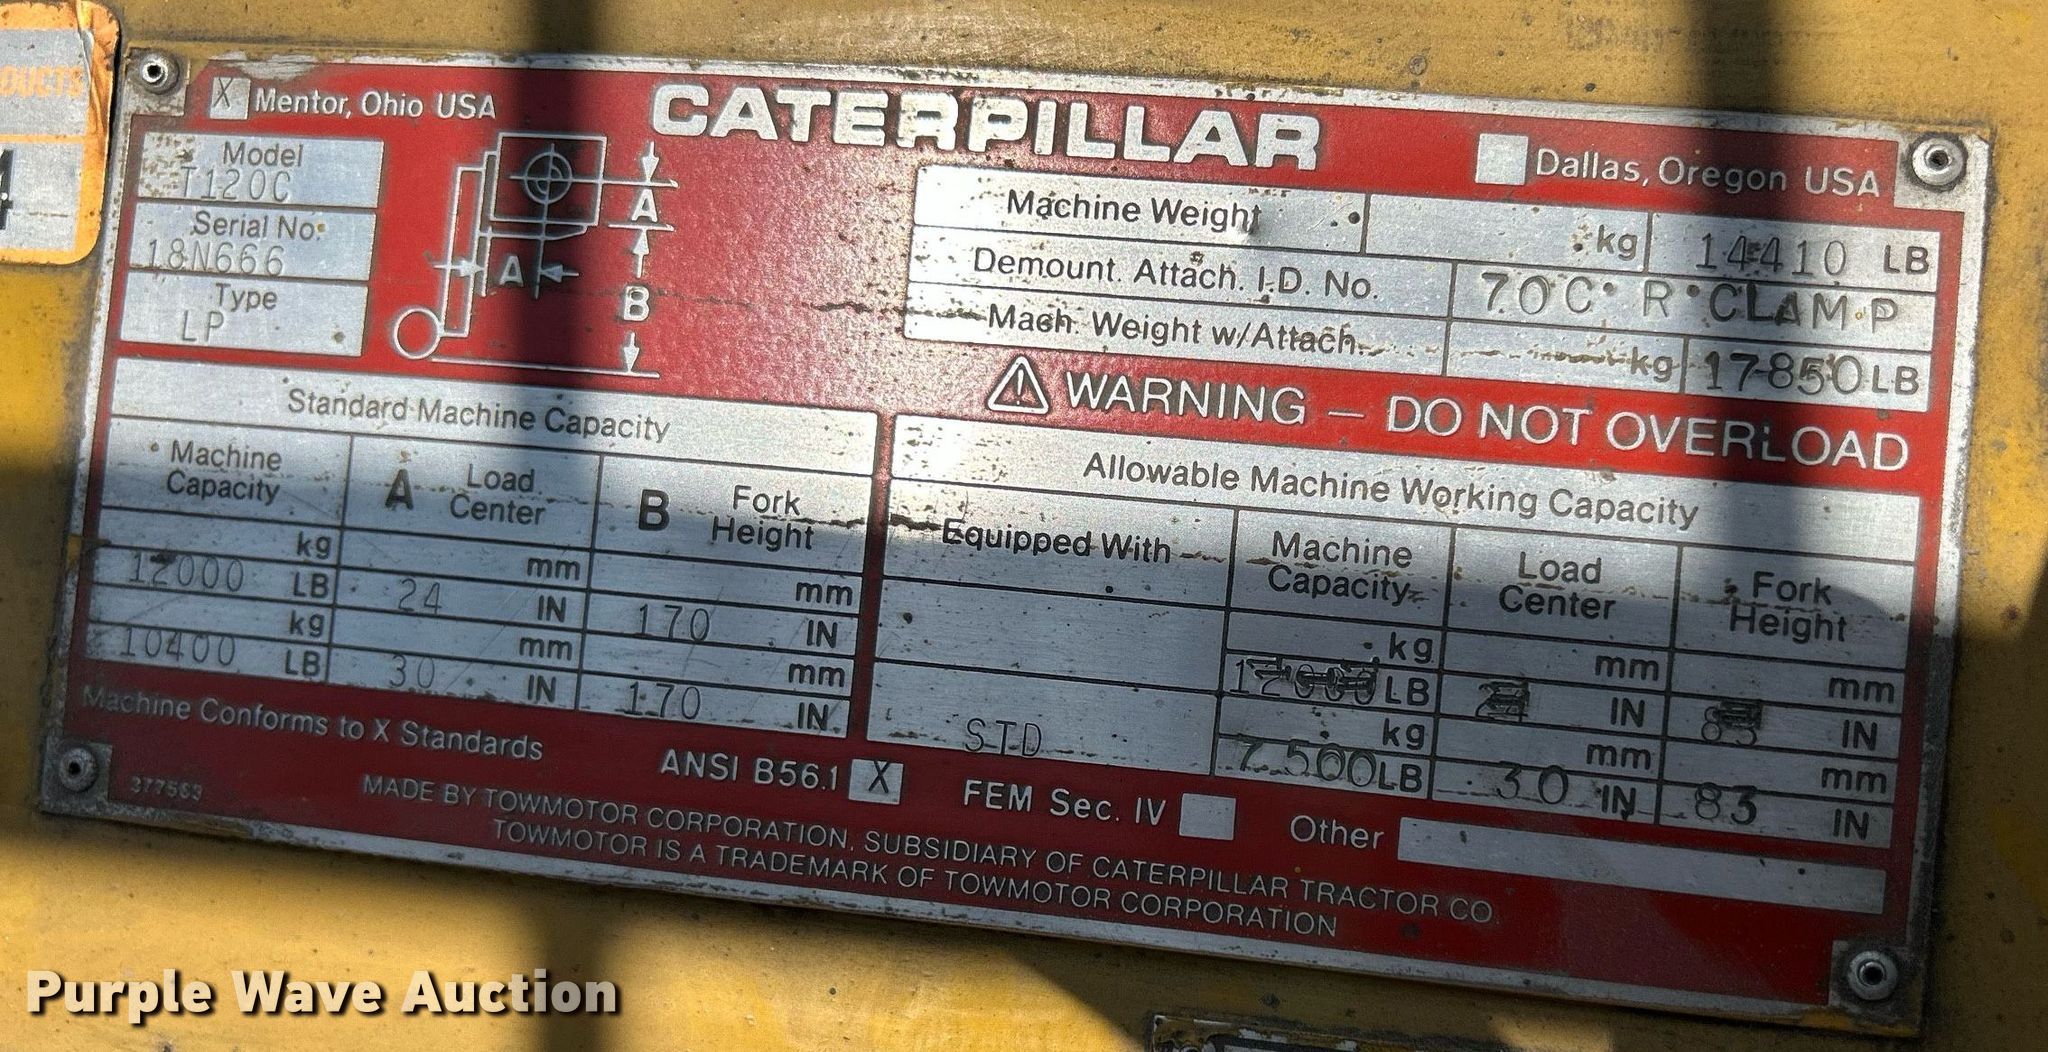 DUCTS
4
X Mentor, Ohio USA
CATERPILLAR
Dallas, Oregon USA
Model
T120C
Serial No.
18N666
Type
LP
A
A
B
Machine Weight kg 14410 LB
Demount. Attach. I.D. No. 70C R CLAMP
Mach. Weight w/Attach. kg 17850 LB
WARNING — DO NOT OVERLOAD
Standard Machine Capacity
Machine Capacity A Load Center B Fork Height
kg mm mm
12000 LB 24 IN 170 IN
kg mm mm
10400 LB 30 IN 170 IN
Allowable Machine Working Capacity
Equipped With Machine Capacity Load Center Fork Height
kg mm mm
LB IN IN
kg mm mm
STD 7500 LB 30 IN 83 IN
Machine Conforms to X Standards
ANSI B56.1 X FEM Sec. IV Other
377563
MADE BY TOWMOTOR CORPORATION, SUBSIDIARY OF CATERPILLAR TRACTOR CO.
TOWMOTOR IS A TRADEMARK OF TOWMOTOR CORPORATION
Purple Wave Auction